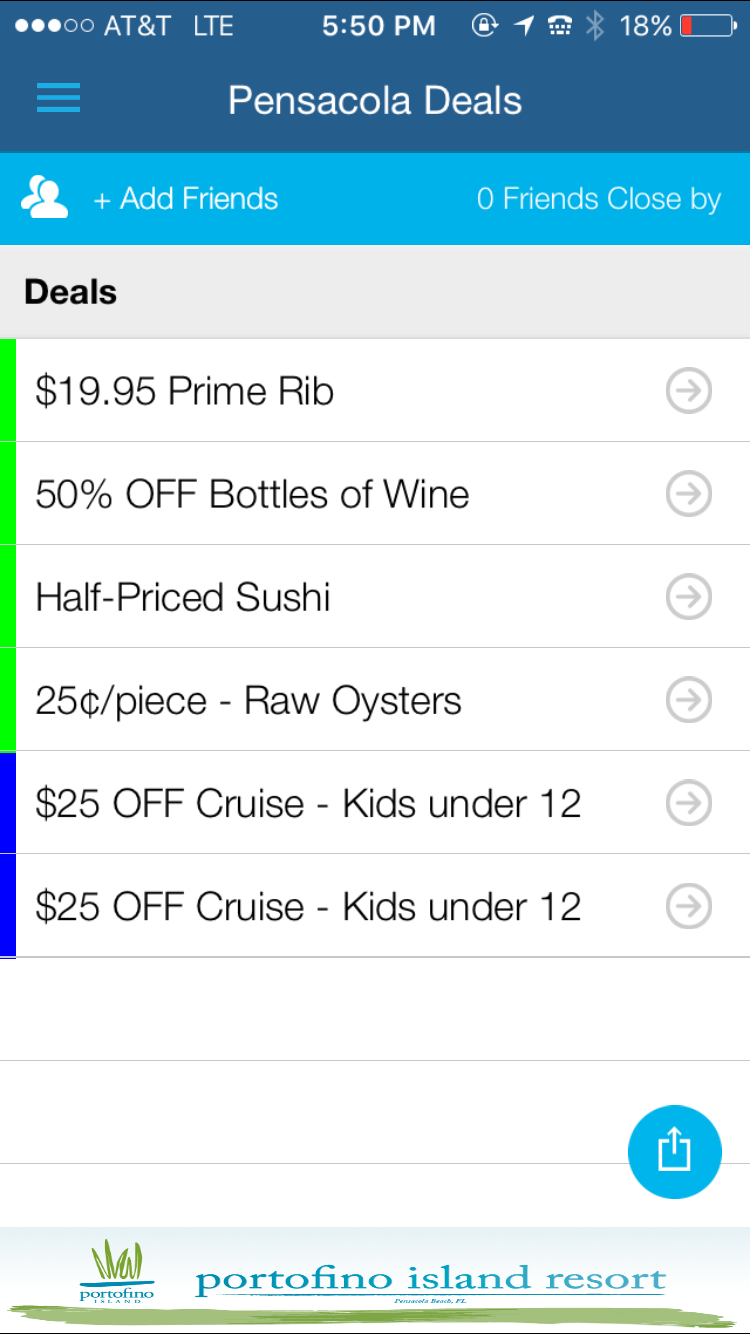 AT&T LTE 5:50 PM 18%
Pensacola Deals
+ Add Friends 0 Friends Close by
Deals
$19.95 Prime Rib
50% OFF Bottles of Wine
Half-Priced Sushi
25¢/piece - Raw Oysters
$25 OFF Cruise - Kids under 12
$25 OFF Cruise - Kids under 12
portofino
ISLAND
portofino island resort
Pensacola Beach, FL